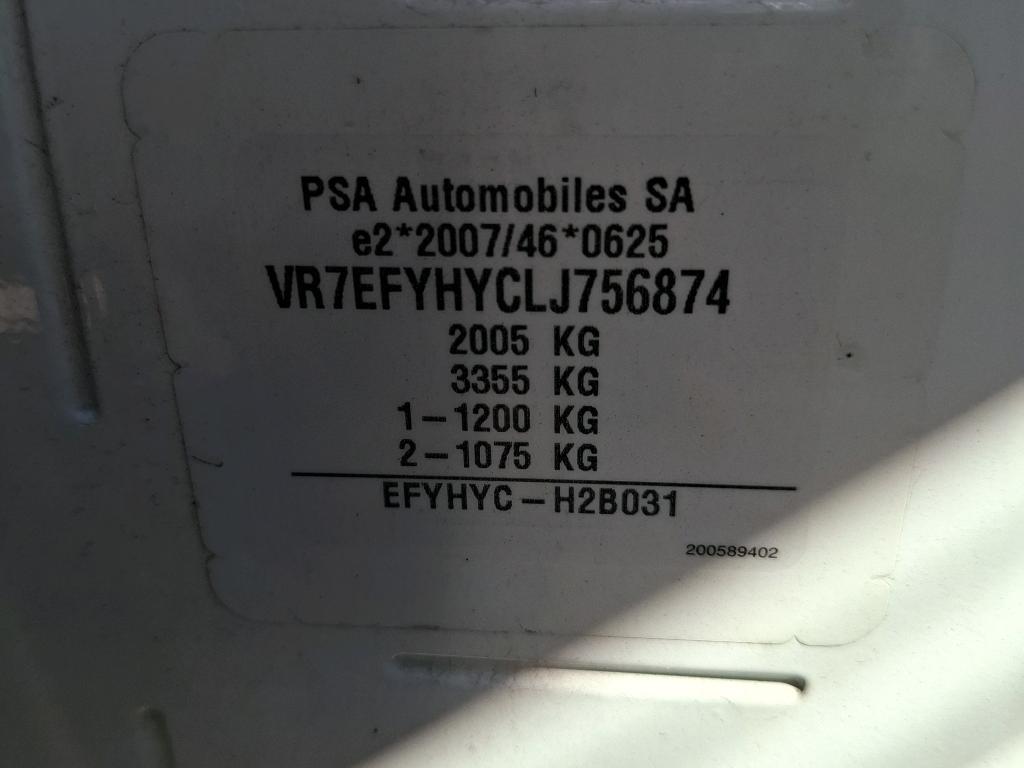 PSA Automobiles SA
e2*2007/46*0625
VR7EFYHYCLJ756874
2005 KG
3355 KG
1-1200 KG
2-1075 KG
EFYHYC-H2B031
200589402